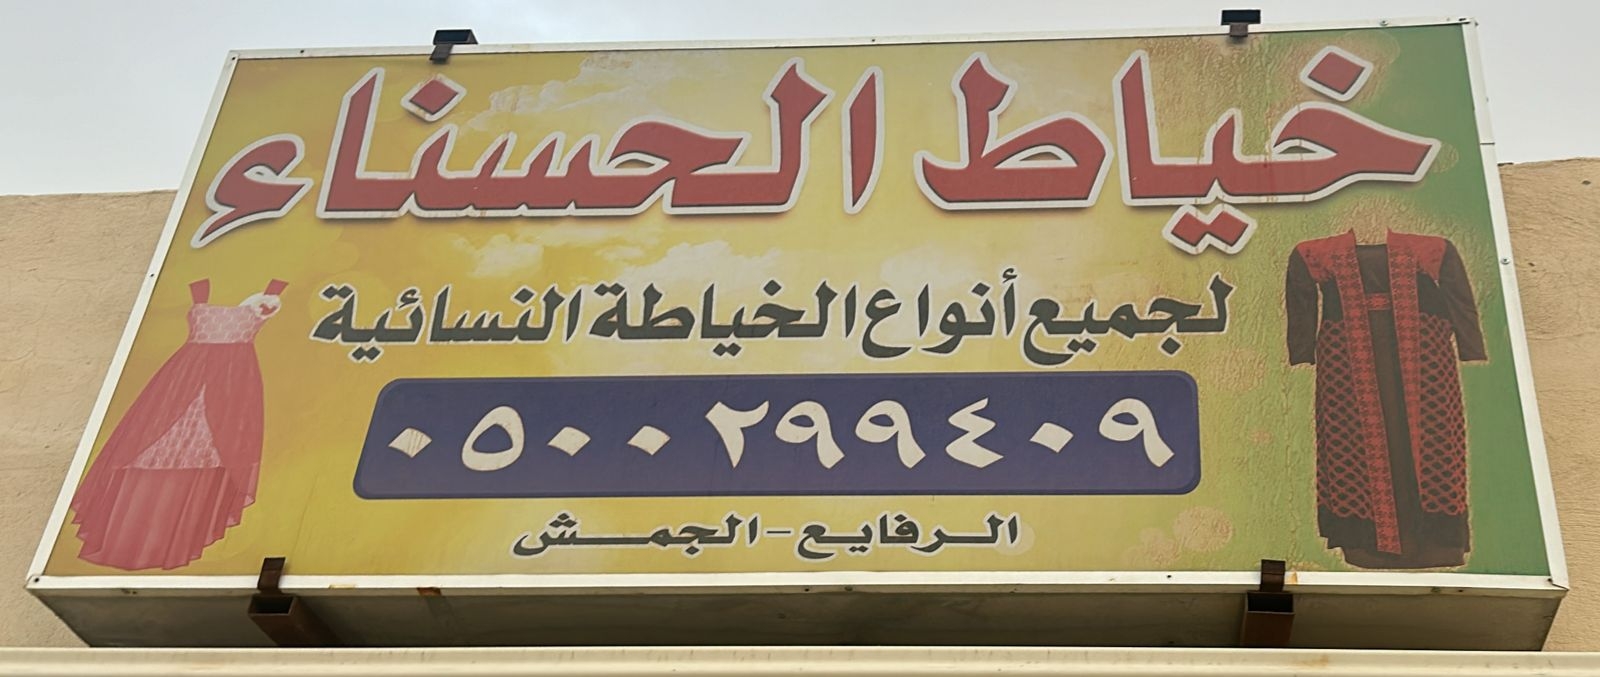 خياط الحسناء
لجميع أنواع الخياطة النسائية
٠٥٠٠٢٩٩٤٠٩
الرفايع - الجمش